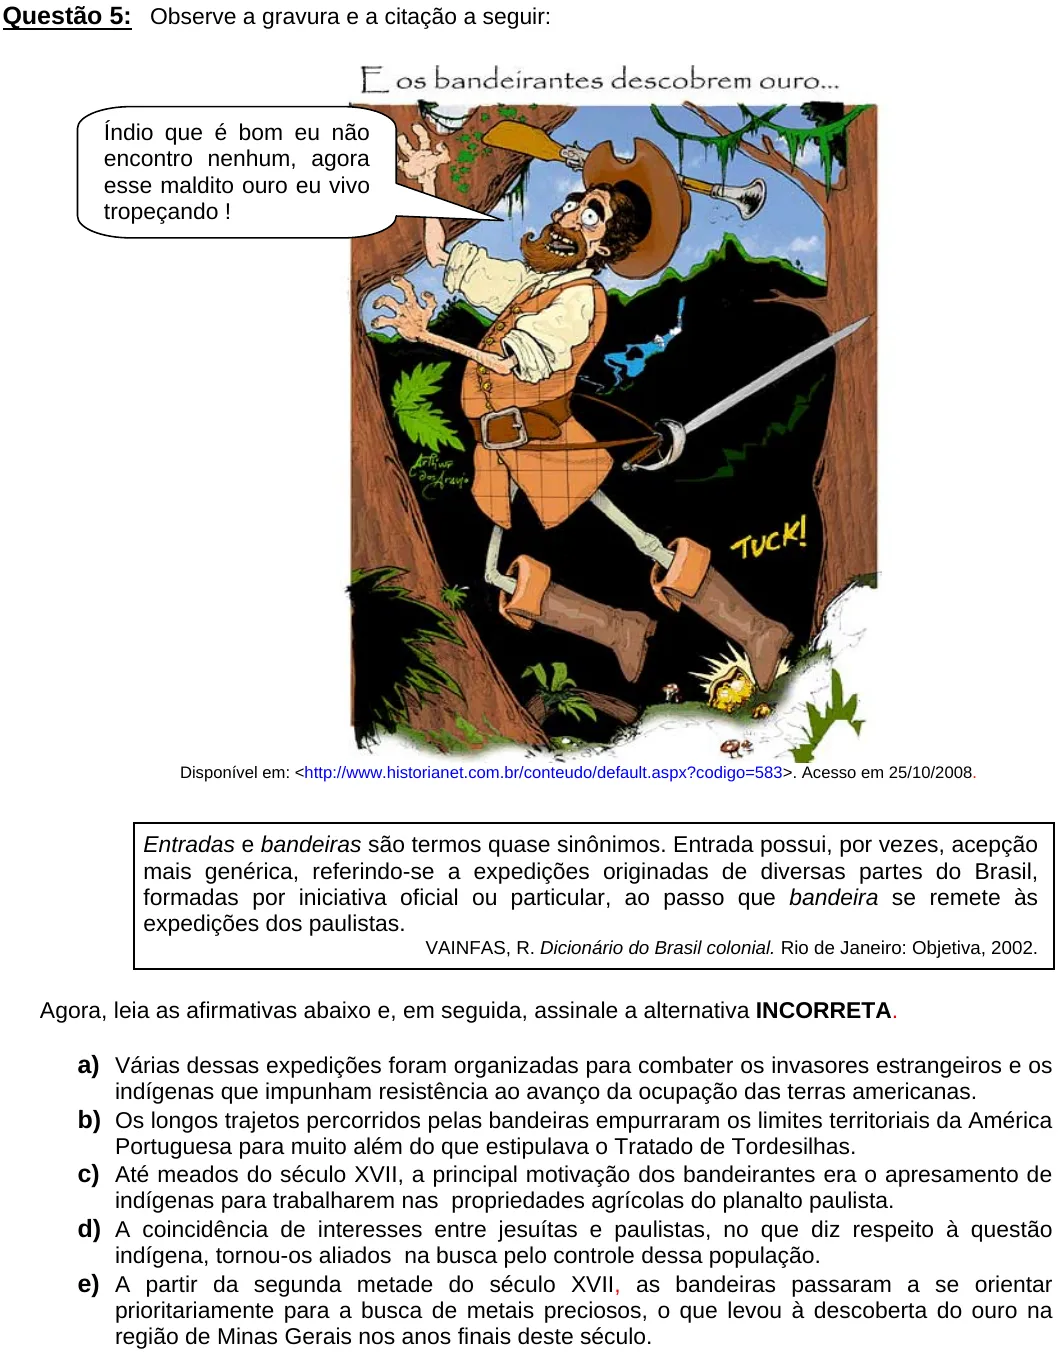 Questão 5: Observe a gravura e a citação a seguir:
E os bandeirantes descobrem ouro...
Índio que é bom eu não
encontro nenhum, agora
esse maldito ouro eu vivo
tropeçando !
Arthur
dos Araujo
TUCK!
Disponível em: <http://www.historianet.com.br/conteudo/default.aspx?codigo=583>. Acesso em 25/10/2008.
Entradas e bandeiras são termos quase sinônimos. Entrada possui, por vezes, acepção
mais genérica, referindo-se a expedições originadas de diversas partes do Brasil,
formadas por iniciativa oficial ou particular, ao passo que bandeira se remete às
expedições dos paulistas.
VAINFAS, R. Dicionário do Brasil colonial. Rio de Janeiro: Objetiva, 2002.
Agora, leia as afirmativas abaixo e, em seguida, assinale a alternativa INCORRETA.
a) Várias dessas expedições foram organizadas para combater os invasores estrangeiros e os
indígenas que impunham resistência ao avanço da ocupação das terras americanas.
b) Os longos trajetos percorridos pelas bandeiras empurraram os limites territoriais da América
Portuguesa para muito além do que estipulava o Tratado de Tordesilhas.
c) Até meados do século XVII, a principal motivação dos bandeirantes era o apresamento de
indígenas para trabalharem nas propriedades agrícolas do planalto paulista.
d) A coincidência de interesses entre jesuítas e paulistas, no que diz respeito à questão
indígena, tornou-os aliados na busca pelo controle dessa população.
e) A partir da segunda metade do século XVII, as bandeiras passaram a se orientar
prioritariamente para a busca de metais preciosos, o que levou à descoberta do ouro na
região de Minas Gerais nos anos finais deste século.